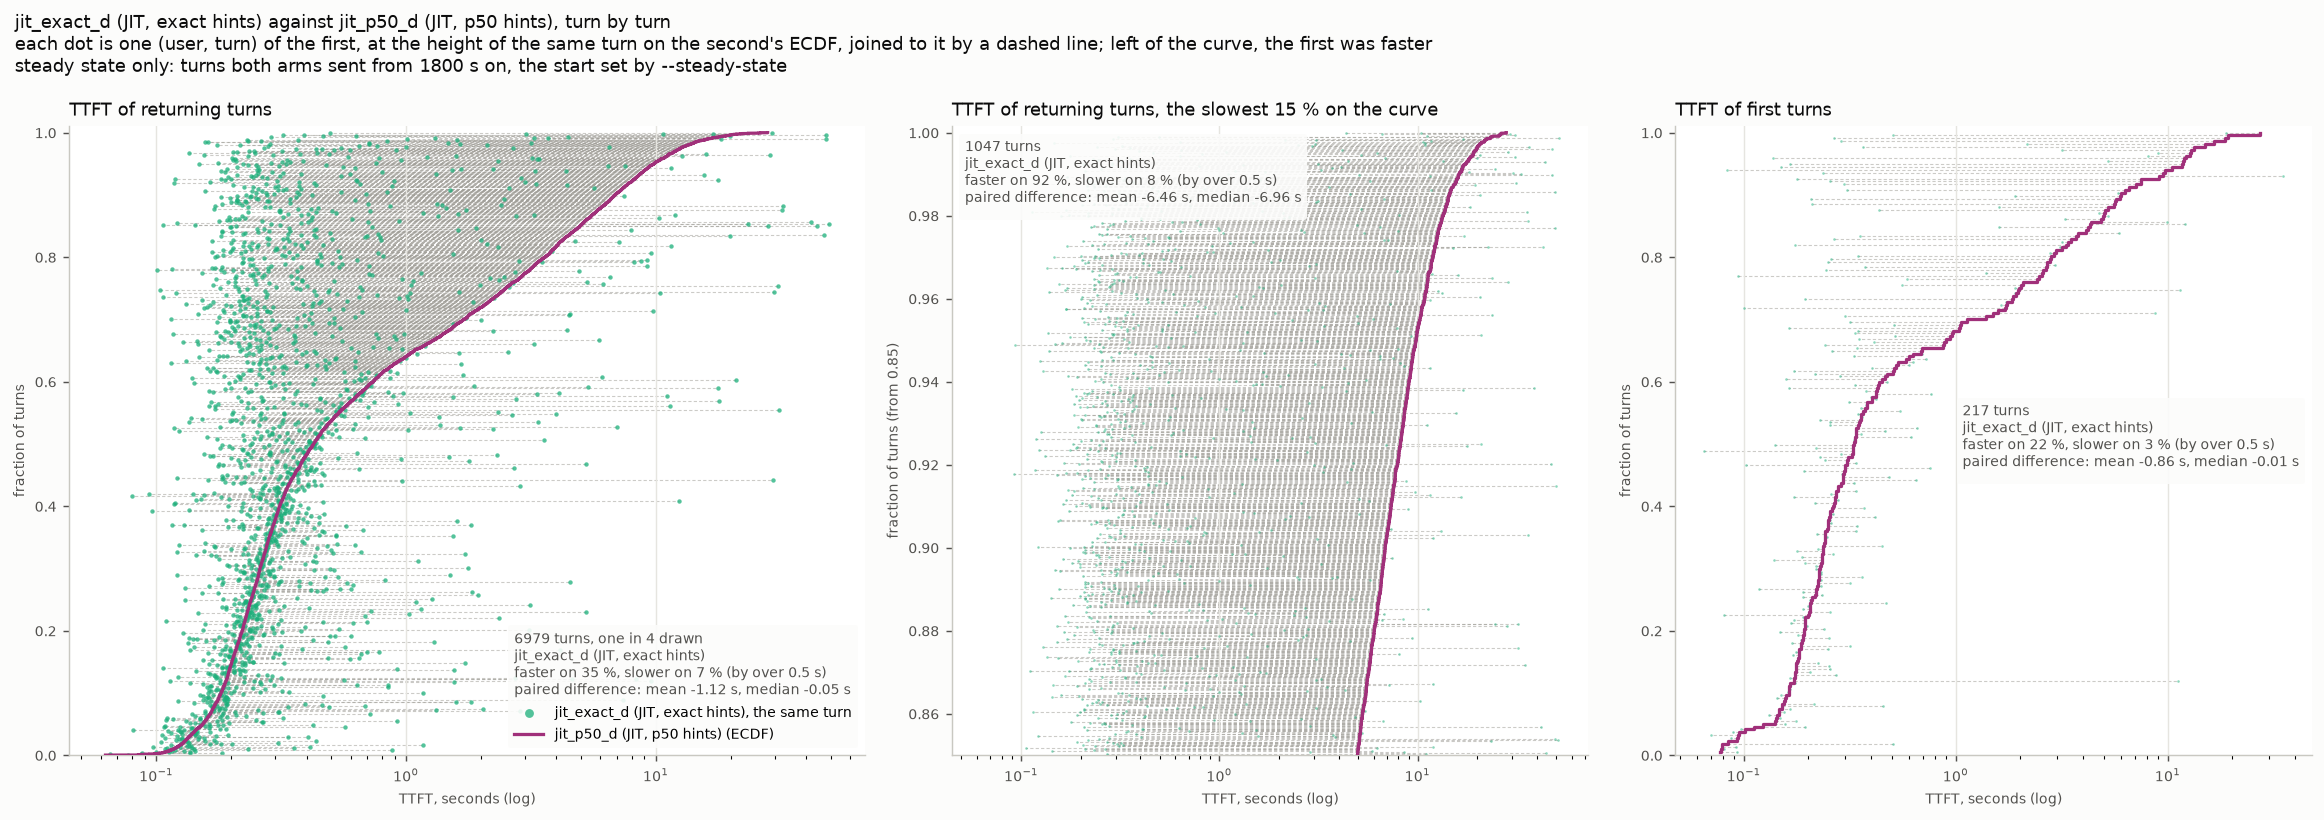 jit_exact_d (JIT, exact hints) against jit_p50_d (JIT, p50 hints), turn by turn
each dot is one (user, turn) of the first, at the height of the same turn on the second's ECDF, joined to it by a dashed line; left of the curve, the first was faster
steady state only: turns both arms sent from 1800 s on, the start set by --steady-state
TTFT of returning turns
fraction of turns
1.0
0.8
0.6
0.4
0.2
0.0
6979 turns, one in 4 drawn
jit_exact_d (JIT, exact hints)
faster on 35 %, slower on 7 % (by over 0.5 s)
paired difference: mean -1.12 s, median -0.05 s
jit_exact_d (JIT, exact hints), the same turn
jit_p50_d (JIT, p50 hints) (ECDF)
10⁻¹ 10⁰ 10¹
TTFT, seconds (log)
TTFT of returning turns, the slowest 15 % on the curve
fraction of turns (from 0.85)
1.00
0.98
0.96
0.94
0.92
0.90
0.88
0.86
1047 turns
jit_exact_d (JIT, exact hints)
faster on 92 %, slower on 8 % (by over 0.5 s)
paired difference: mean -6.46 s, median -6.96 s
10⁻¹ 10⁰ 10¹
TTFT, seconds (log)
TTFT of first turns
fraction of turns
1.0
0.8
0.6
0.4
0.2
0.0
217 turns
jit_exact_d (JIT, exact hints)
faster on 22 %, slower on 3 % (by over 0.5 s)
paired difference: mean -0.86 s, median -0.01 s
10⁻¹ 10⁰ 10¹
TTFT, seconds (log)